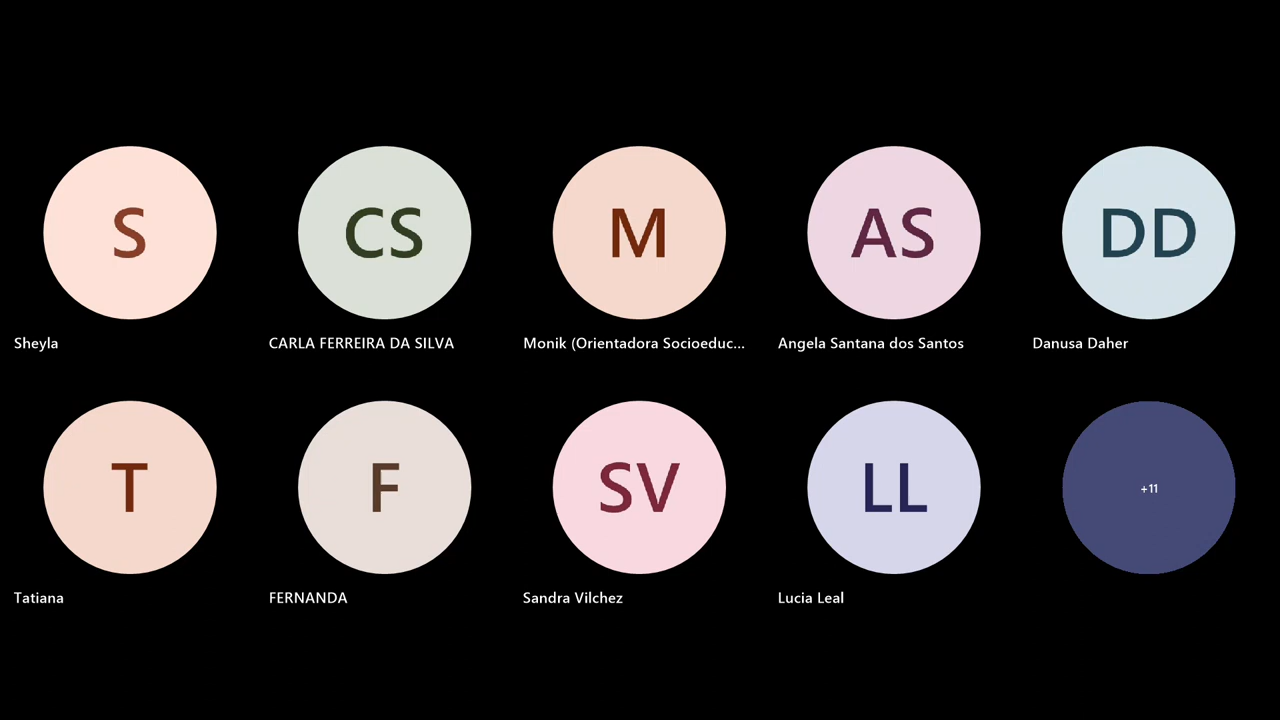 S
CS
M
AS
DD
Sheyla
CARLA FERREIRA DA SILVA
Monik (Orientadora Socioeduc...
Angela Santana dos Santos
Danusa Daher
T
F
SV
LL
+11
Tatiana
FERNANDA
Sandra Vilchez
Lucia Leal